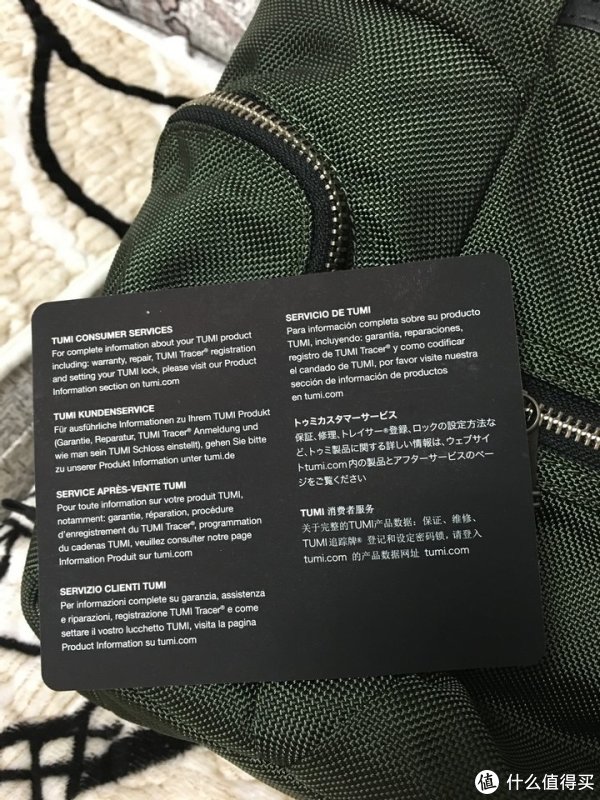 TUMI CONSUMER SERVICES
For complete information about your TUMI product
including: warranty, repair, TUMI Tracer® registration
and setting your TUMI lock, please visit our Product
Information section on tumi.com
TUMI KUNDENSERVICE
Für ausführliche Informationen zu Ihrem TUMI Produkt
(Garantie, Reparatur, TUMI Tracer® Anmeldung und
wie man sein TUMI Schloss einstellt), gehen Sie bitte
zu unserer Produkt Information unter tumi.de
SERVICE APRÈS-VENTE TUMI
Pour toute information sur votre produit TUMI,
notamment: garantie, réparation, procédure
d'enregistrement du TUMI Tracer®, programmation
du cadenas TUMI, veuillez consulter notre page
Information Produit sur tumi.com
SERVIZIO CLIENTI TUMI
Per informazioni complete su garanzia, assistenza
e riparazioni, registrazione TUMI Tracer® e come
settare il vostro lucchetto TUMI, visita la pagina
Product Information su tumi.com
SERVICIO DE TUMI
Para información completa sobre su producto
TUMI, incluyendo: garantía, reparaciones,
registro de TUMI Tracer® y como codificar
el candado de TUMI, por favor visite nuestra
sección de información de productos
en tumi.com
トゥミカスタマーサービス
保証、修理、トレイサー®登録、ロックの設定方法な
ど、トゥミ製品に関する詳しい情報は、ウェブサイ
トtumi.com内の製品とアフターサービスのペー
ジをご覧ください
TUMI 消费者服务
关于完整的TUMI产品数据：保证、维修、
TUMI追踪牌® 登记和设定密码锁，请登入
tumi.com 的产品数据网址 tumi.com
值 什么值得买